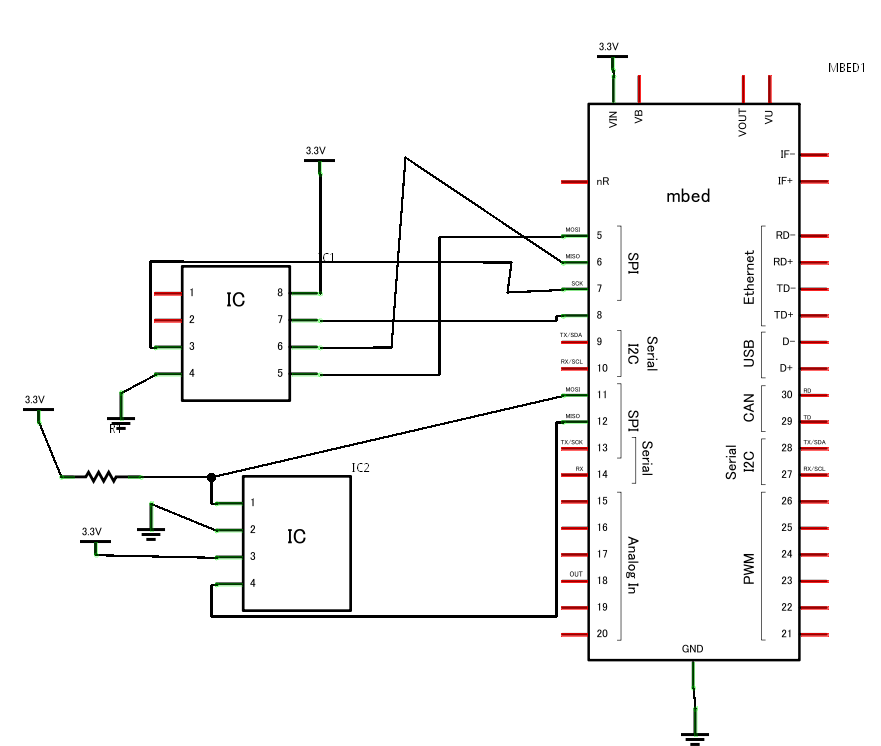 3.3V
MBED1
VIN
VB
VOUT
VU
mbed
nR
IF-
IF+
MOSI
5
MISO
6
SCK
7
8
SPI
TX/SDA
9
RX/SCL
10
I2C
Serial
MOSI
11
MISO
12
TX/SCK
13
SPI
RX
14
Serial
15
16
17
OUT
18
19
20
Analog In
RD-
RD+
TD-
TD+
Ethernet
D-
D+
USB
30
RD
29
TD
CAN
28
TX/SDA
27
RX/SCL
Serial
I2C
26
25
24
23
22
21
PWM
GND
3.3V
IC1
IC
1
2
3
4
8
7
6
5
3.3V
R1
IC2
3.3V
IC
1
2
3
4